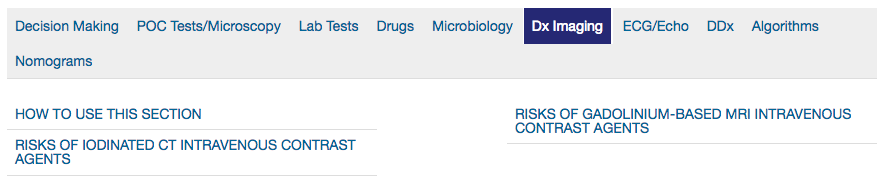 Decision Making POC Tests/Microscopy Lab Tests Drugs Microbiology Dx Imaging ECG/Echo DDx Algorithms
Nomograms
HOW TO USE THIS SECTION
RISKS OF IODINATED CT INTRAVENOUS CONTRAST
AGENTS
RISKS OF GADOLINIUM-BASED MRI INTRAVENOUS
CONTRAST AGENTS